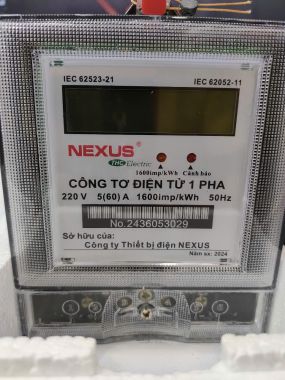 IEC 62523-21 IEC 62052-11
NEXUS
THC Electric
1600imp/kWh Cảnh báo
CÔNG TƠ ĐIỆN TỬ 1 PHA
220 V 5(60) A 1600imp/kWh 50Hz
No.2436053029
Sở hữu của:
Công ty Thiết bị điện NEXUS
Năm sx: 2024